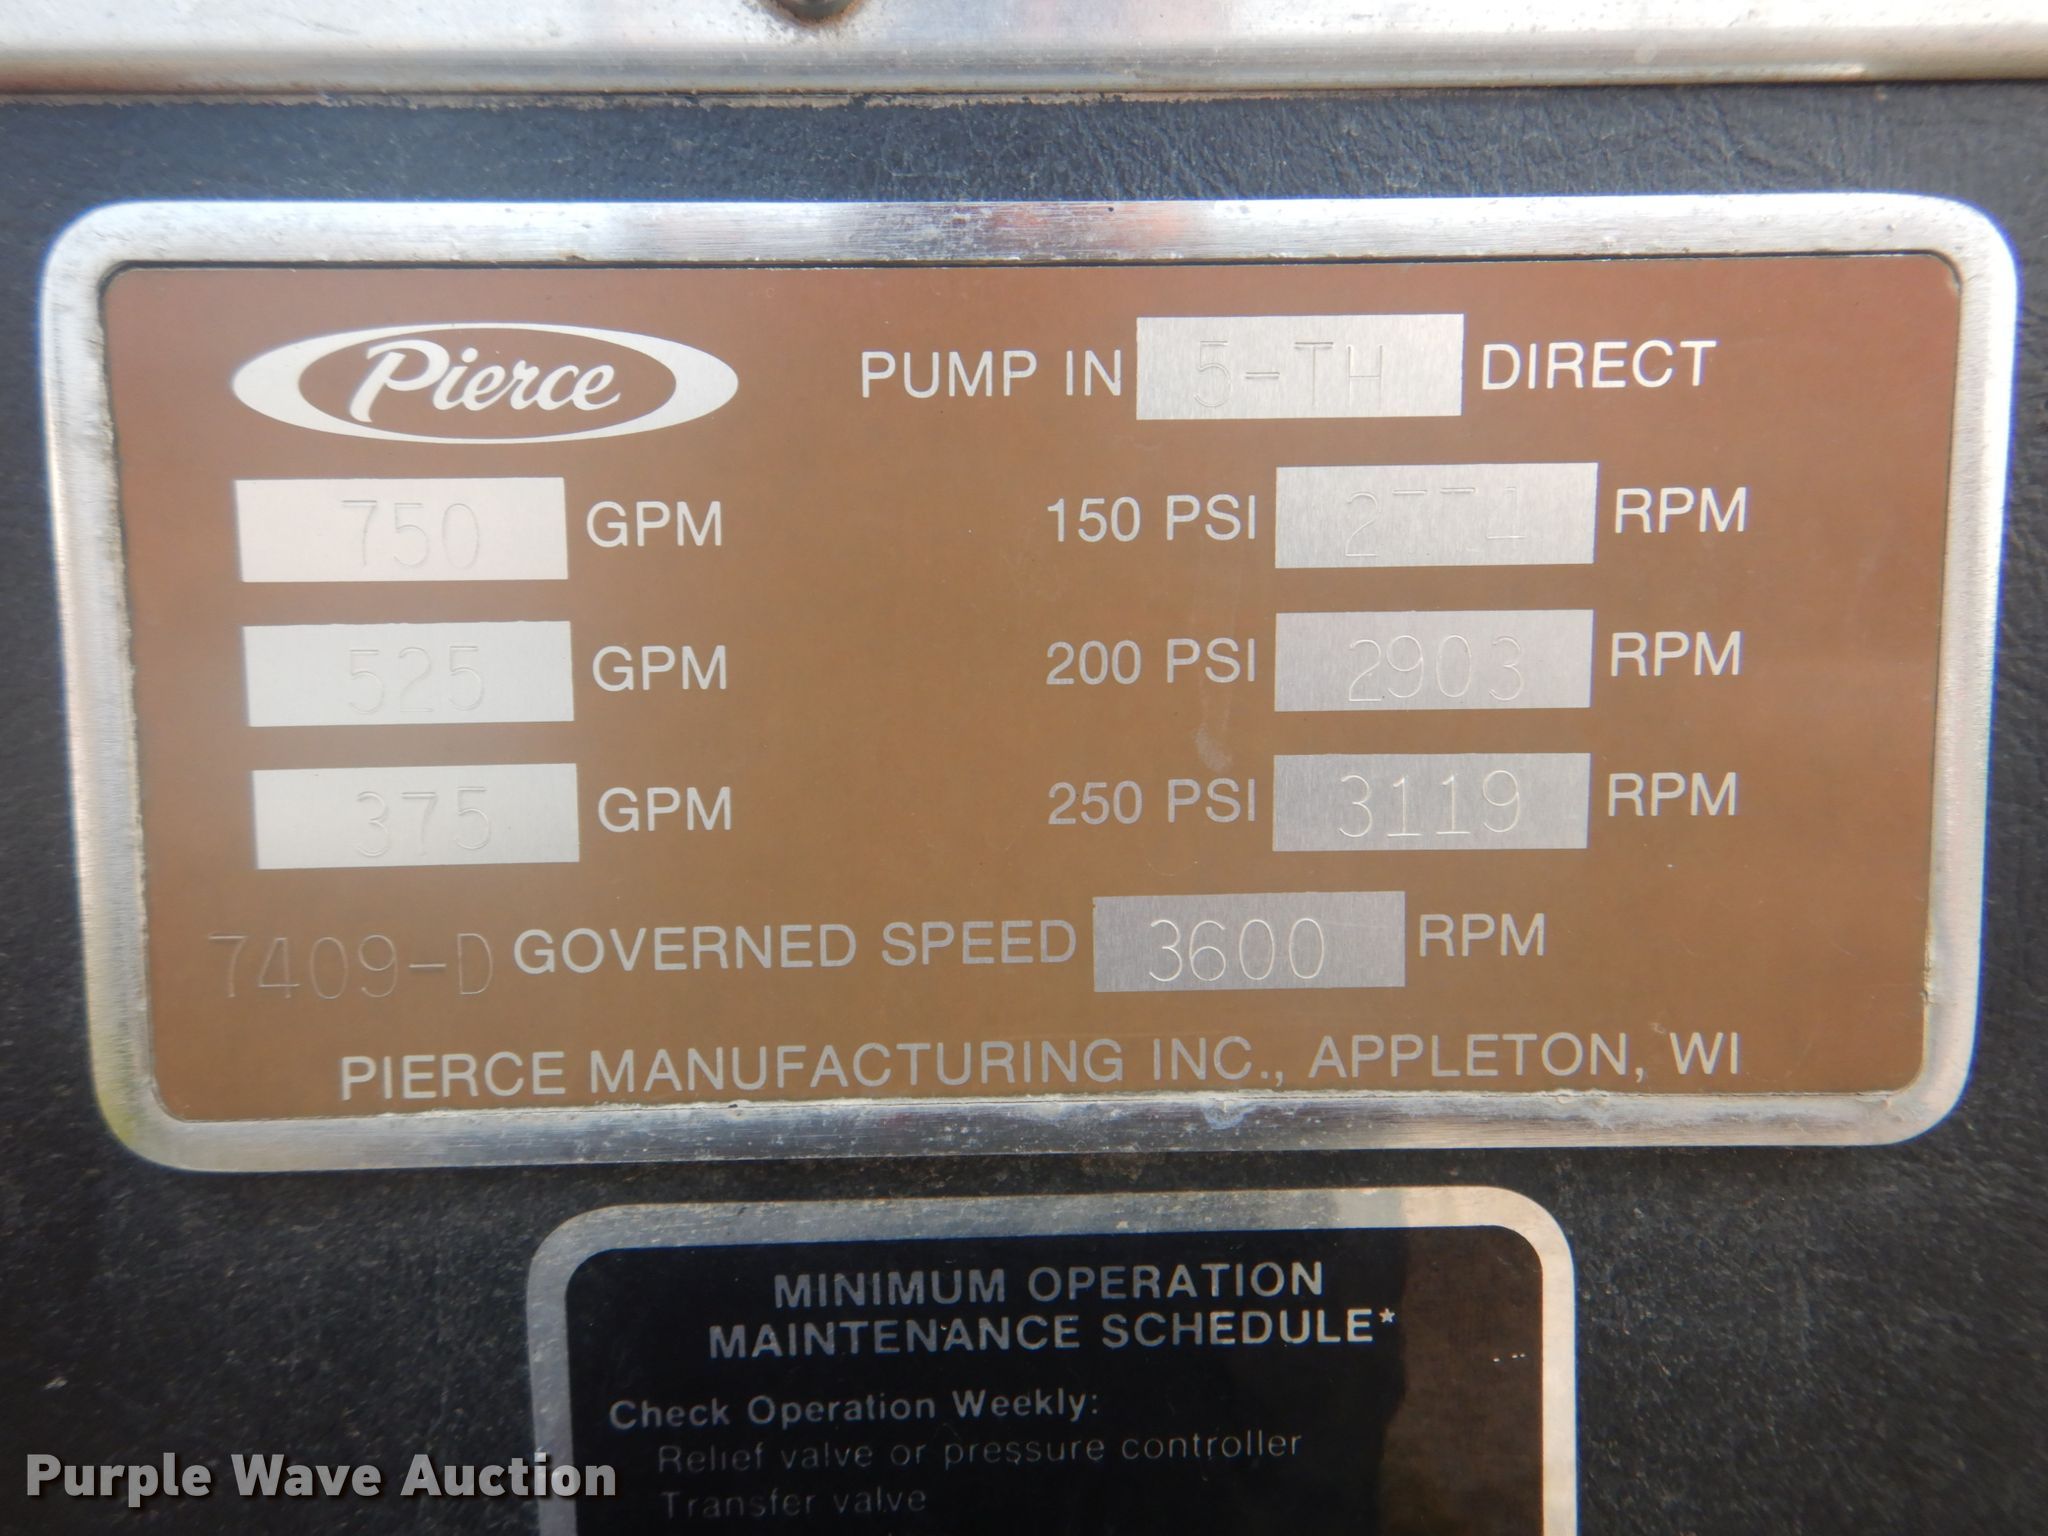 Pierce
PUMP IN 5-TH DIRECT
750 GPM 150 PSI 2774 RPM
525 GPM 200 PSI 2903 RPM
375 GPM 250 PSI 3119 RPM
7409-D GOVERNED SPEED 3600 RPM
PIERCE MANUFACTURING INC., APPLETON, WI
MINIMUM OPERATION
MAINTENANCE SCHEDULE*
Check Operation Weekly:
Relief valve or pressure controller
Transfer valve
Purple Wave Auction